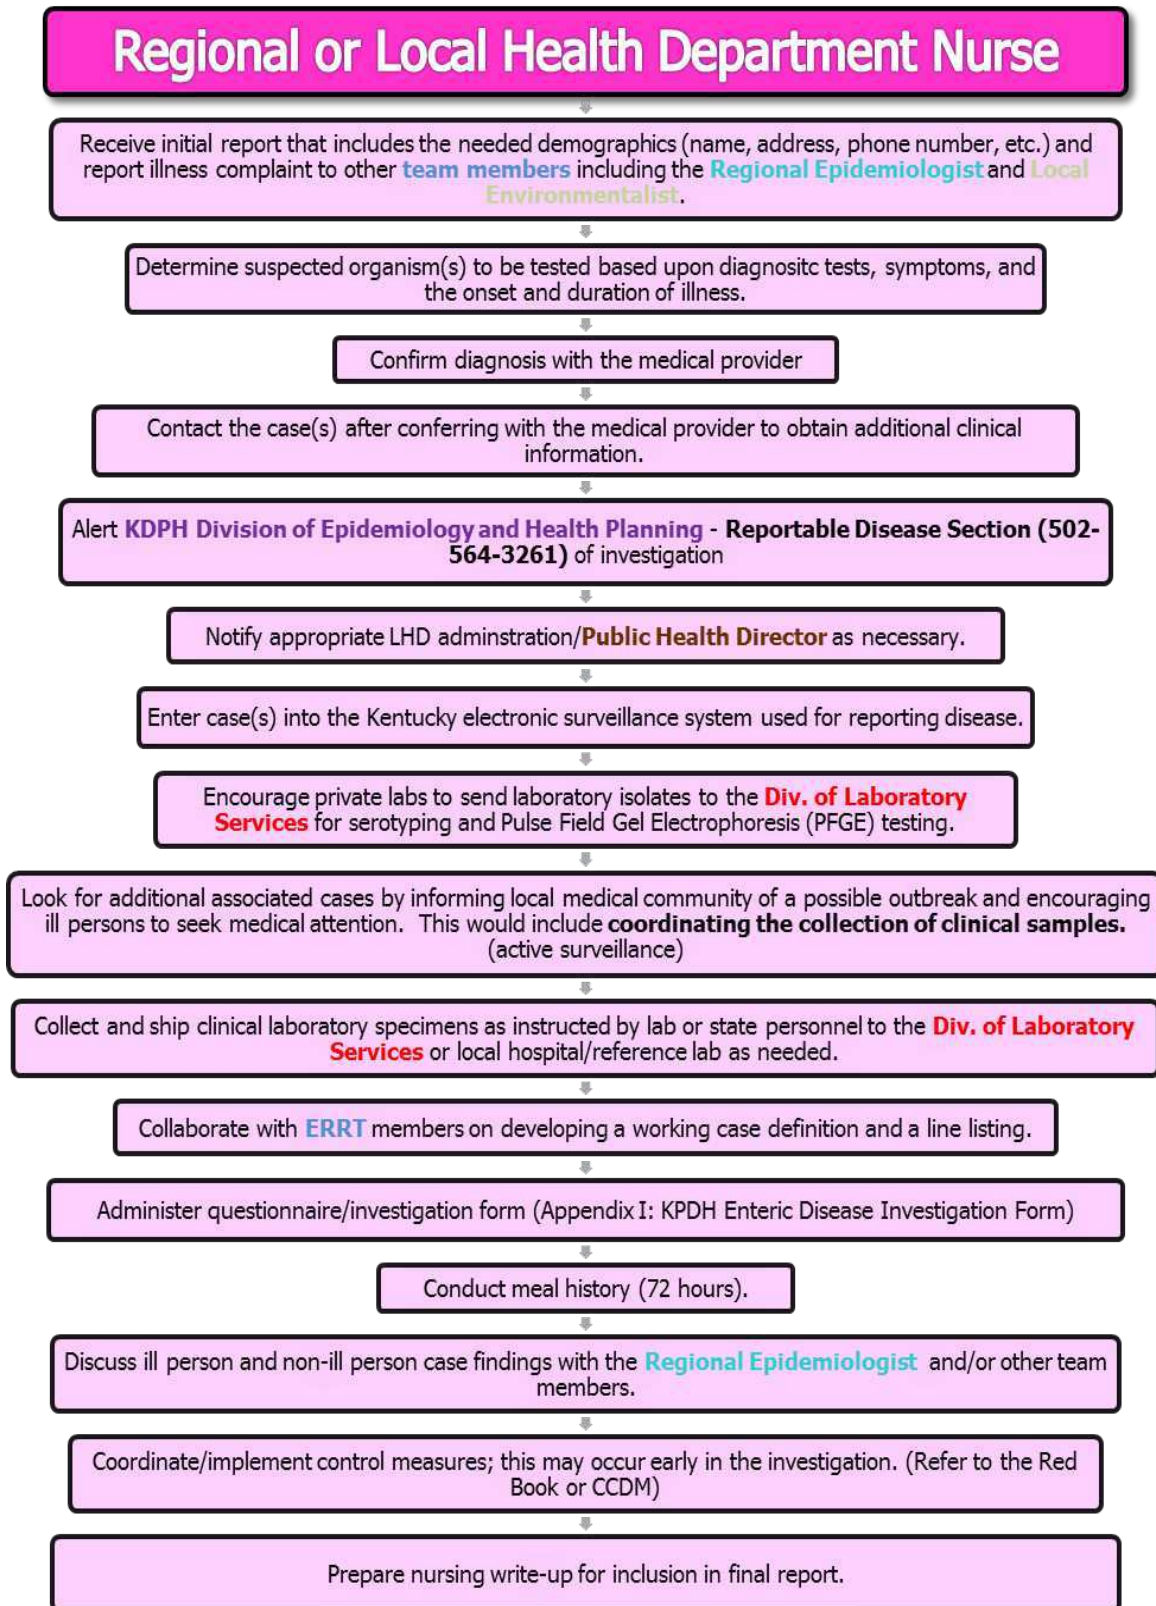 Regional or Local Health Department Nurse
Receive initial report that includes the needed demographics (name, address, phone number, etc.) and
report illness complaint to other team members including the Regional Epidemiologist and Local
Environmentalist.
Determine suspected organism(s) to be tested based upon diagnositc tests, symptoms, and
the onset and duration of illness.
Confirm diagnosis with the medical provider
Contact the case(s) after conferring with the medical provider to obtain additional clinical
information.
Alert KDPH Division of Epidemiology and Health Planning - Reportable Disease Section (502-
564-3261) of investigation
Notify appropriate LHD adminstration/Public Health Director as necessary.
Enter case(s) into the Kentucky electronic surveillance system used for reporting disease.
Encourage private labs to send laboratory isolates to the Div. of Laboratory
Services for serotyping and Pulse Field Gel Electrophoresis (PFGE) testing.
Look for additional associated cases by informing local medical community of a possible outbreak and encouraging
ill persons to seek medical attention. This would include coordinating the collection of clinical samples.
(active surveillance)
Collect and ship clinical laboratory specimens as instructed by lab or state personnel to the Div. of Laboratory
Services or local hospital/reference lab as needed.
Collaborate with ERRT members on developing a working case definition and a line listing.
Administer questionnaire/investigation form (Appendix I: KPDH Enteric Disease Investigation Form)
Conduct meal history (72 hours).
Discuss ill person and non-ill person case findings with the Regional Epidemiologist and/or other team
members.
Coordinate/implement control measures; this may occur early in the investigation. (Refer to the Red
Book or CCDM)
Prepare nursing write-up for inclusion in final report.